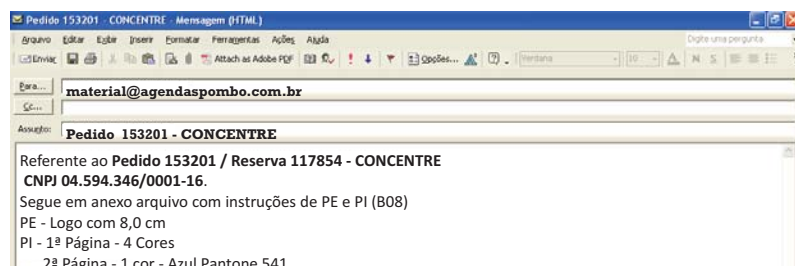 Pedido 153201 - CONCENTRE - Mensagem (HTML)
Arquivo Editar Exibir Inserir Formatar Ferramentas Ações Ajuda Digite uma pergunta
Enviar Attach as Adobe PDF Opções... Verdana 10 A N S
Para... material@agendaspombo.com.br
Cc...
Assunto: Pedido 153201 - CONCENTRE
Referente ao Pedido 153201 / Reserva 117854 - CONCENTRE
CNPJ 04.594.346/0001-16.
Segue em anexo arquivo com instruções de PE e PI (B08)
PE - Logo com 8,0 cm
PI - 1ª Página - 4 Cores
2ª Página - 1 cor - Azul Pantone 541